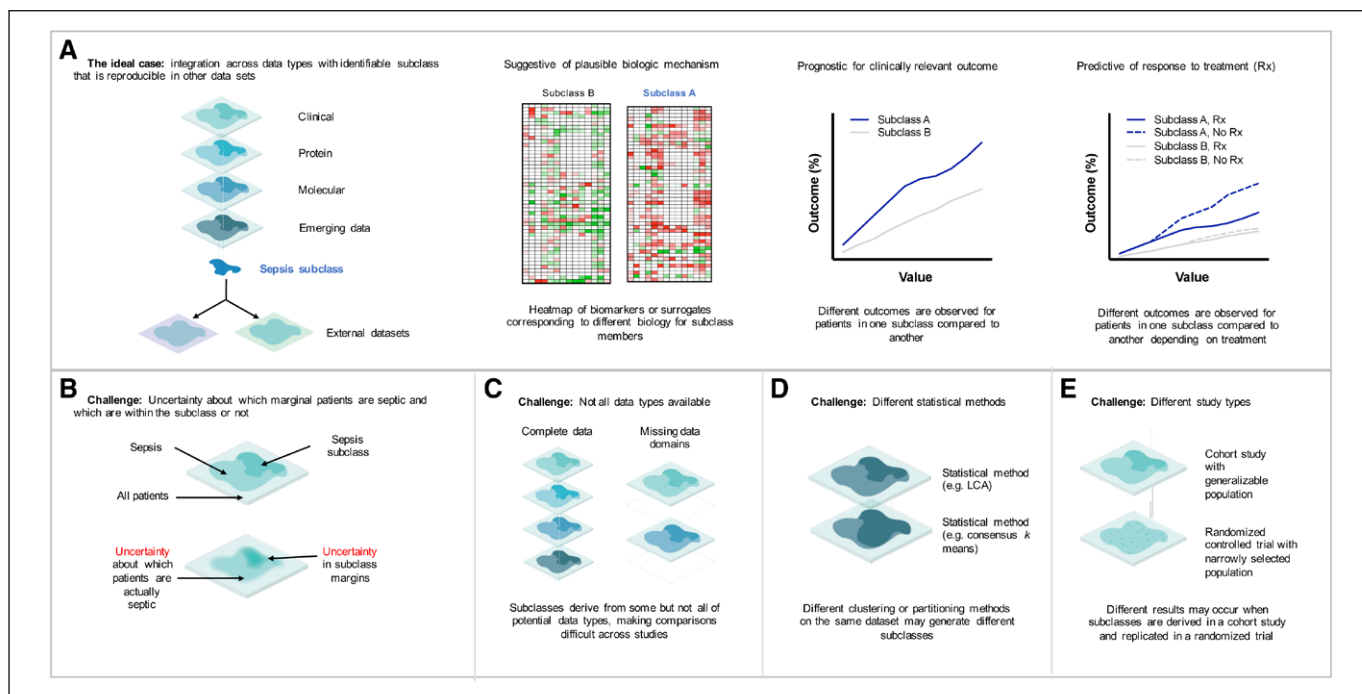 A
The ideal case: integration across data types with identifiable subclass
that is reproducible in other data sets
Clinical
Protein
Molecular
Emerging data
Sepsis subclass
External datasets
Suggestive of plausible biologic mechanism
Subclass B
Subclass A
Heatmap of biomarkers or surrogates
corresponding to different biology for subclass
members
Prognostic for clinically relevant outcome
Subclass A
Subclass B
Outcome (%)
Value
Different outcomes are observed for
patients in one subclass compared to
another
Predictive of response to treatment (Rx)
Subclass A, Rx
Subclass A, No Rx
Subclass B, Rx
Subclass B, No Rx
Outcome (%)
Value
Different outcomes are observed for
patients in one subclass compared to
another depending on treatment
B
Challenge: Uncertainty about which marginal patients are septic and
which are within the subclass or not
Sepsis
Sepsis
subclass
All patients
Uncertainty
about which
patients are
actually
septic
Uncertainty
in subclass
margins
C
Challenge: Not all data types available
Complete data
Missing data
domains
Subclasses derive from some but not all of
potential data types, making comparisons
difficult across studies
D
Challenge: Different statistical methods
Statistical method
(e.g. LCA)
Statistical method
(e.g. consensus k
means)
Different clustering or partitioning methods
on the same dataset may generate different
subclasses
E
Challenge: Different study types
Cohort study
with
generalizable
population
Randomized
controlled trial with
narrowly selected
population
Different results may occur when
subclasses are derived in a cohort study
and replicated in a randomized trial